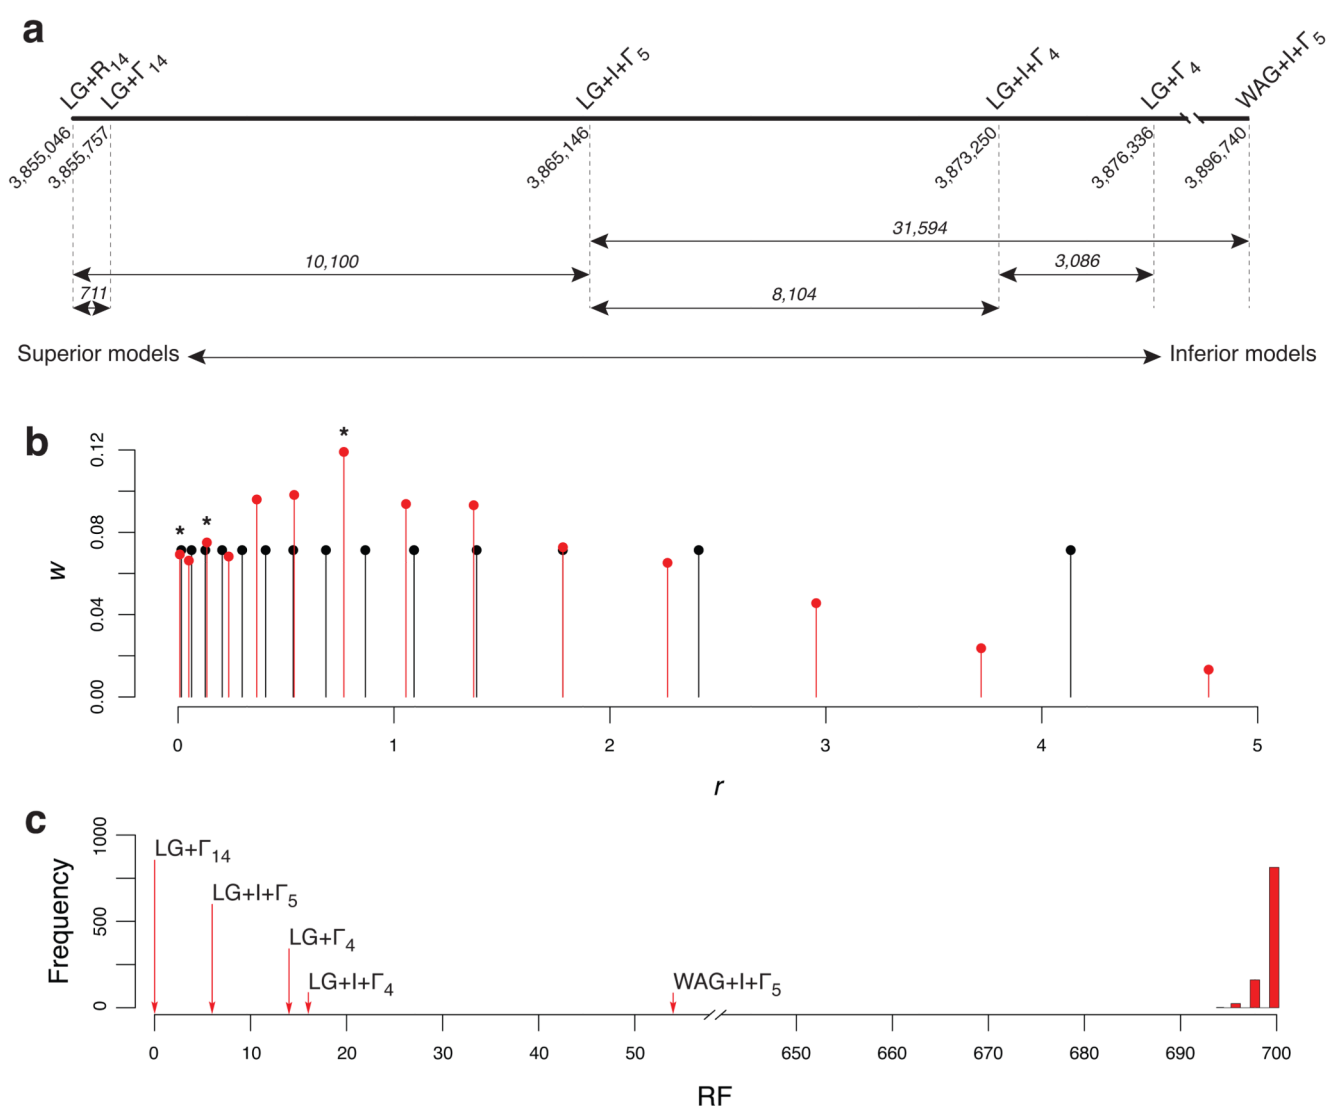 a
LG+R14
LG+Γ14
LG+I+Γ5
LG+I+Γ4
LG+Γ4
WAG+I+Γ5
3,855,046
3,855,757
3,865,146
3,873,250
3,876,336
3,896,740
31,594
10,100
3,086
711
8,104
Superior models
Inferior models
b
w
0.12
0.08
0.04
0.00
*
*
*
0 1 2 3 4 5
r
c
Frequency
1000
500
0
LG+Γ14
LG+I+Γ5
LG+Γ4
LG+I+Γ4
WAG+I+Γ5
0 10 20 30 40 50 650 660 670 680 690 700
RF